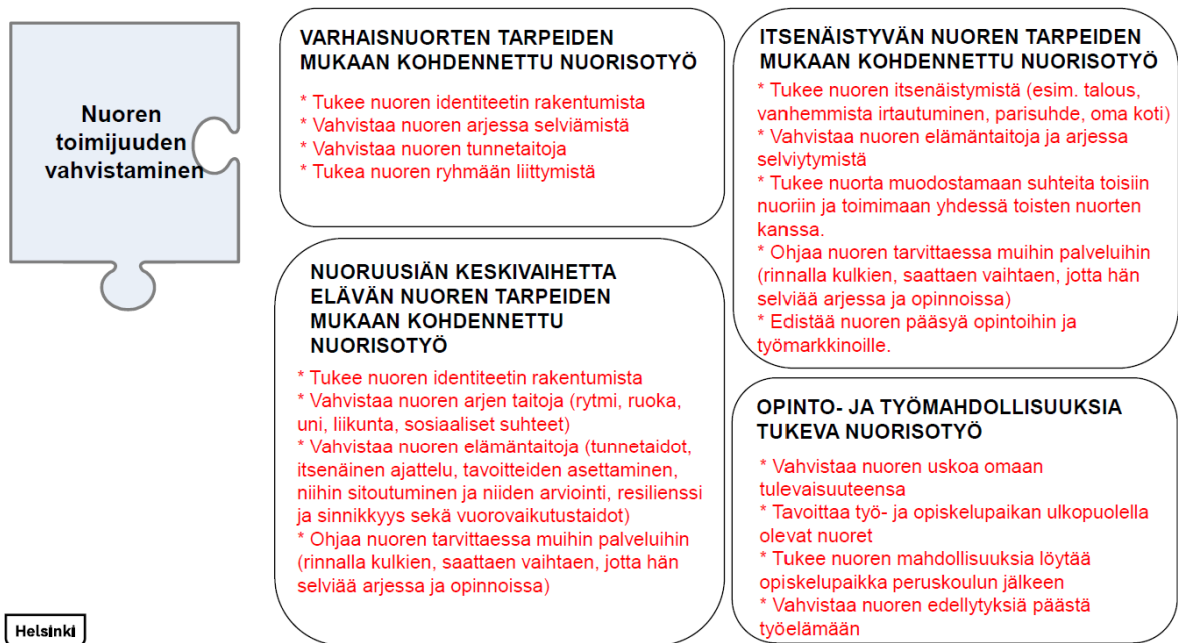 Nuoren
toimijuuden
vahvistaminen
VARHAISNUORTEN TARPEIDEN
MUKAAN KOHDENNETTU NUORISOTYÖ
* Tukee nuoren identiteetin rakentumista
* Vahvistaa nuoren arjessa selviämistä
* Vahvistaa nuoren tunnetaitoja
* Tukea nuoren ryhmään liittymistä
NUORUUSIÄN KESKIVAIHETTA
ELÄVÄN NUOREN TARPEIDEN
MUKAAN KOHDENNETTU
NUORISOTYÖ
* Tukee nuoren identiteetin rakentumista
* Vahvistaa nuoren arjen taitoja (rytmi, ruoka,
uni, liikunta, sosiaaliset suhteet)
* Vahvistaa nuoren elämäntaitoja (tunnetaidot,
itsenäinen ajattelu, tavoitteiden asettaminen,
niihin sitoutuminen ja niiden arviointi, resilienssi
ja sinnikkyys sekä vuorovaikutustaidot)
* Ohjaa nuoren tarvittaessa muihin palveluihin
(rinnalla kulkien, saattaen vaihtaen, jotta hän
selviää arjessa ja opinnoissa)
ITSENÄISTYVÄN NUOREN TARPEIDEN
MUKAAN KOHDENNETTU NUORISOTYÖ
* Tukee nuoren itsenäistymistä (esim. talous,
vanhemmista irtautuminen, parisuhde, oma koti)
* Vahvistaa nuoren elämäntaitoja ja arjessa
selviytymistä
* Tukee nuorta muodostamaan suhteita toisiin
nuoriin ja toimimaan yhdessä toisten nuorten
kanssa.
* Ohjaa nuoren tarvittaessa muihin palveluihin
(rinnalla kulkien, saattaen vaihtaen, jotta hän
selviää arjessa ja opinnoissa)
* Edistää nuoren pääsyä opintoihin ja
työmarkkinoille.
OPINTO- JA TYÖMAHDOLLISUUKSIA
TUKEVA NUORISOTYÖ
* Vahvistaa nuoren uskoa omaan
tulevaisuuteensa
* Tavoittaa työ- ja opiskelupaikan ulkopuolella
olevat nuoret
* Tukee nuoren mahdollisuuksia löytää
opiskelupaikka peruskoulun jälkeen
* Vahvistaa nuoren edellytyksiä päästä
työelämään
Helsinki